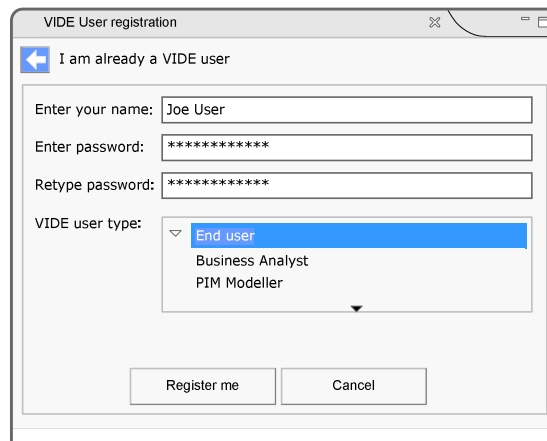 VIDE User registration
I am already a VIDE user
Enter your name: Joe User
Enter password: ************
Retype password: ************
VIDE user type: End user
Business Analyst
PIM Modeller
Register me Cancel